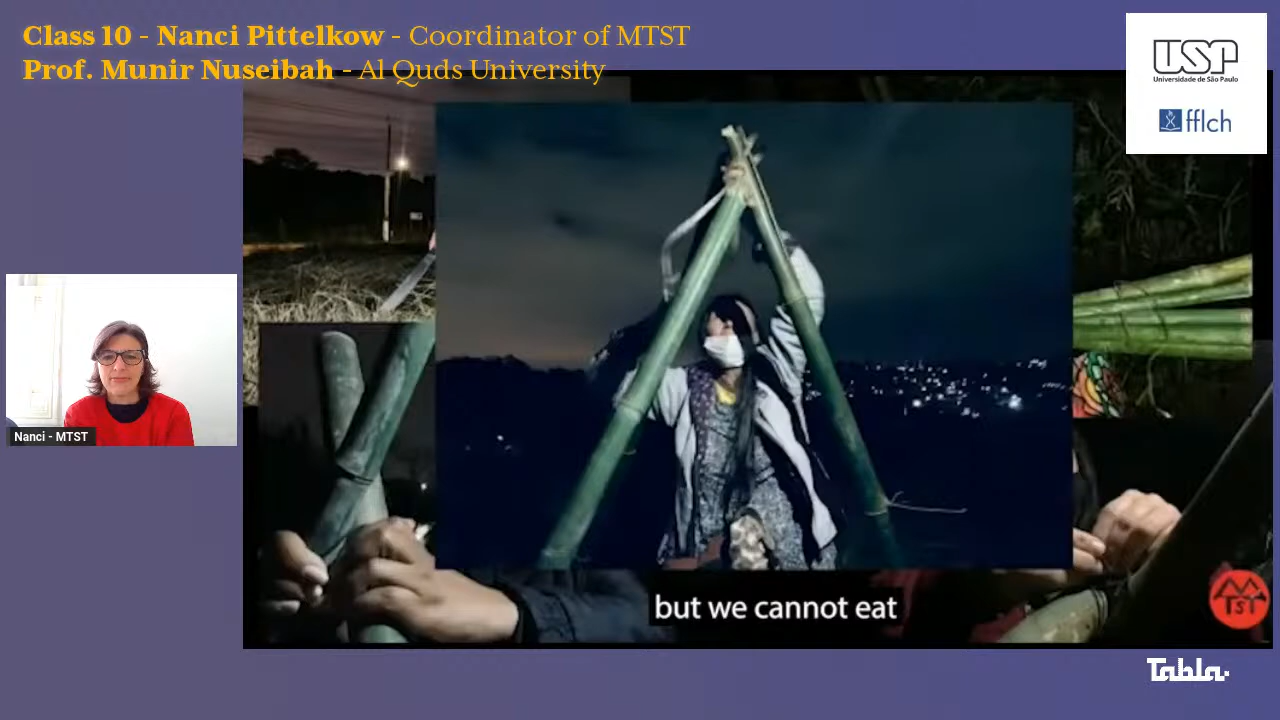 Class 10 - Nanci Pittelkow - Coordinator of MTST
Prof. Munir Nuseibah - Al Quds University
USP
Universidade de São Paulo
fflch
Nanci - MTST
but we cannot eat
MTST
Tabla.